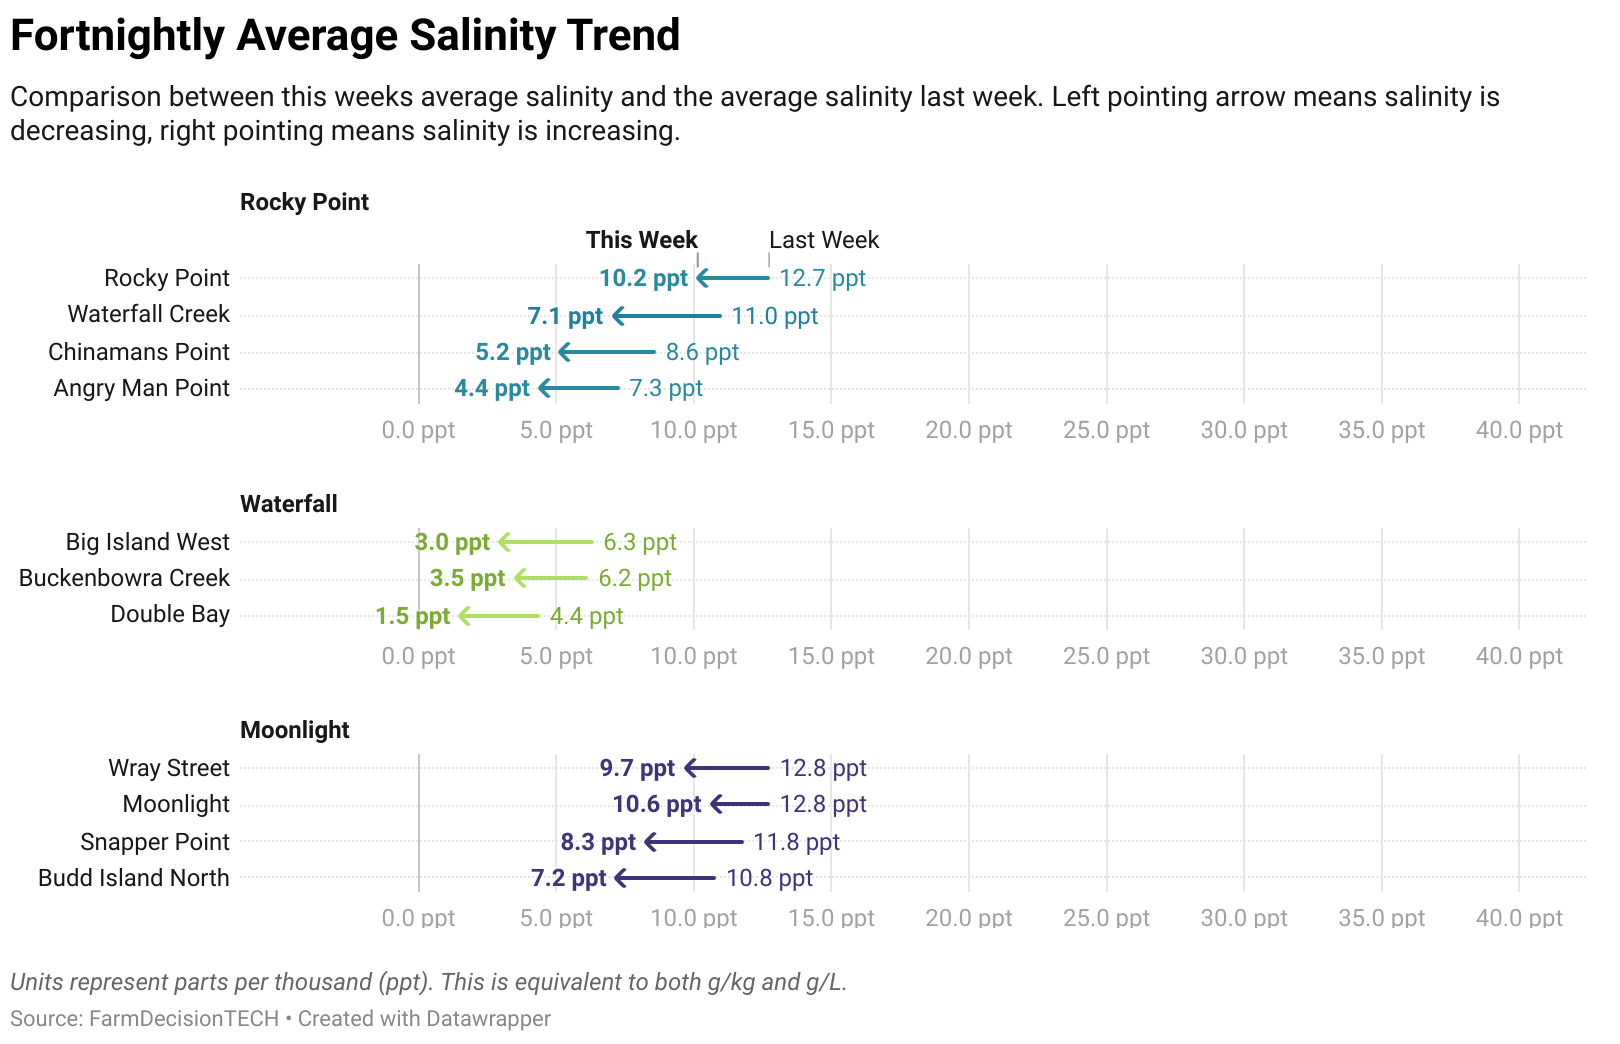 Fortnightly Average Salinity Trend
Comparison between this weeks average salinity and the average salinity last week. Left pointing arrow means salinity is
decreasing, right pointing means salinity is increasing.
Rocky Point
This Week Last Week
Rocky Point 10.2 ppt 12.7 ppt
Waterfall Creek 7.1 ppt 11.0 ppt
Chinamans Point 5.2 ppt 8.6 ppt
Angry Man Point 4.4 ppt 7.3 ppt
0.0 ppt 5.0 ppt 10.0 ppt 15.0 ppt 20.0 ppt 25.0 ppt 30.0 ppt 35.0 ppt 40.0 ppt
Waterfall
Big Island West 3.0 ppt 6.3 ppt
Buckenbowra Creek 3.5 ppt 6.2 ppt
Double Bay 1.5 ppt 4.4 ppt
0.0 ppt 5.0 ppt 10.0 ppt 15.0 ppt 20.0 ppt 25.0 ppt 30.0 ppt 35.0 ppt 40.0 ppt
Moonlight
Wray Street 9.7 ppt 12.8 ppt
Moonlight 10.6 ppt 12.8 ppt
Snapper Point 8.3 ppt 11.8 ppt
Budd Island North 7.2 ppt 10.8 ppt
0.0 ppt 5.0 ppt 10.0 ppt 15.0 ppt 20.0 ppt 25.0 ppt 30.0 ppt 35.0 ppt 40.0 ppt
Units represent parts per thousand (ppt). This is equivalent to both g/kg and g/L.
Source: FarmDecisionTECH • Created with Datawrapper